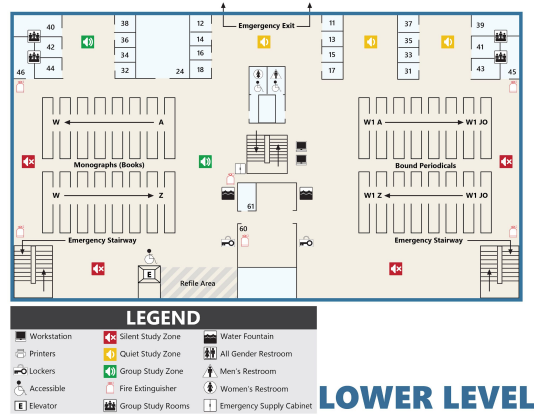 Emgergency Exit
40
38
12
11
37
39
42
36
14
13
35
41
34
16
15
33
46
44
32
24
18
17
31
43
45
W A
W1 A W1 JO
Monographs (Books)
Bound Periodicals
W Z
W1 Z W1 JO
61
60
Emergency Stairway
Emergency Stairway
E
Refile Area
LEGEND
Workstation
Silent Study Zone
Water Fountain
Printers
Quiet Study Zone
All Gender Restroom
Lockers
Group Study Zone
Men's Restroom
Accessible
Fire Extinguisher
Women's Restroom
E Elevator
Group Study Rooms
Emergency Supply Cabinet
LOWER LEVEL